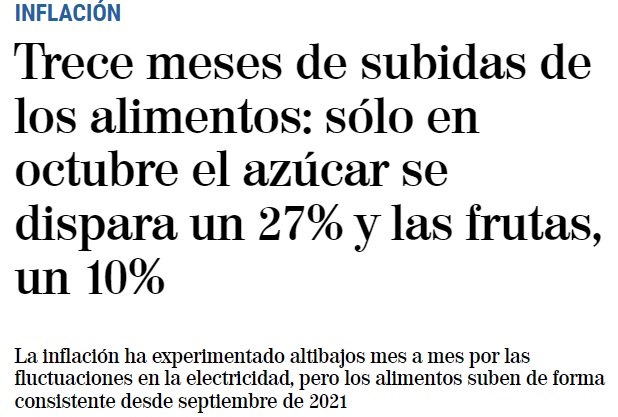 INFLACIÓN
Trece meses de subidas de
los alimentos: sólo en
octubre el azúcar se
dispara un 27% y las frutas,
un 10%
La inflación ha experimentado altibajos mes a mes por las
fluctuaciones en la electricidad, pero los alimentos suben de forma
consistente desde septiembre de 2021